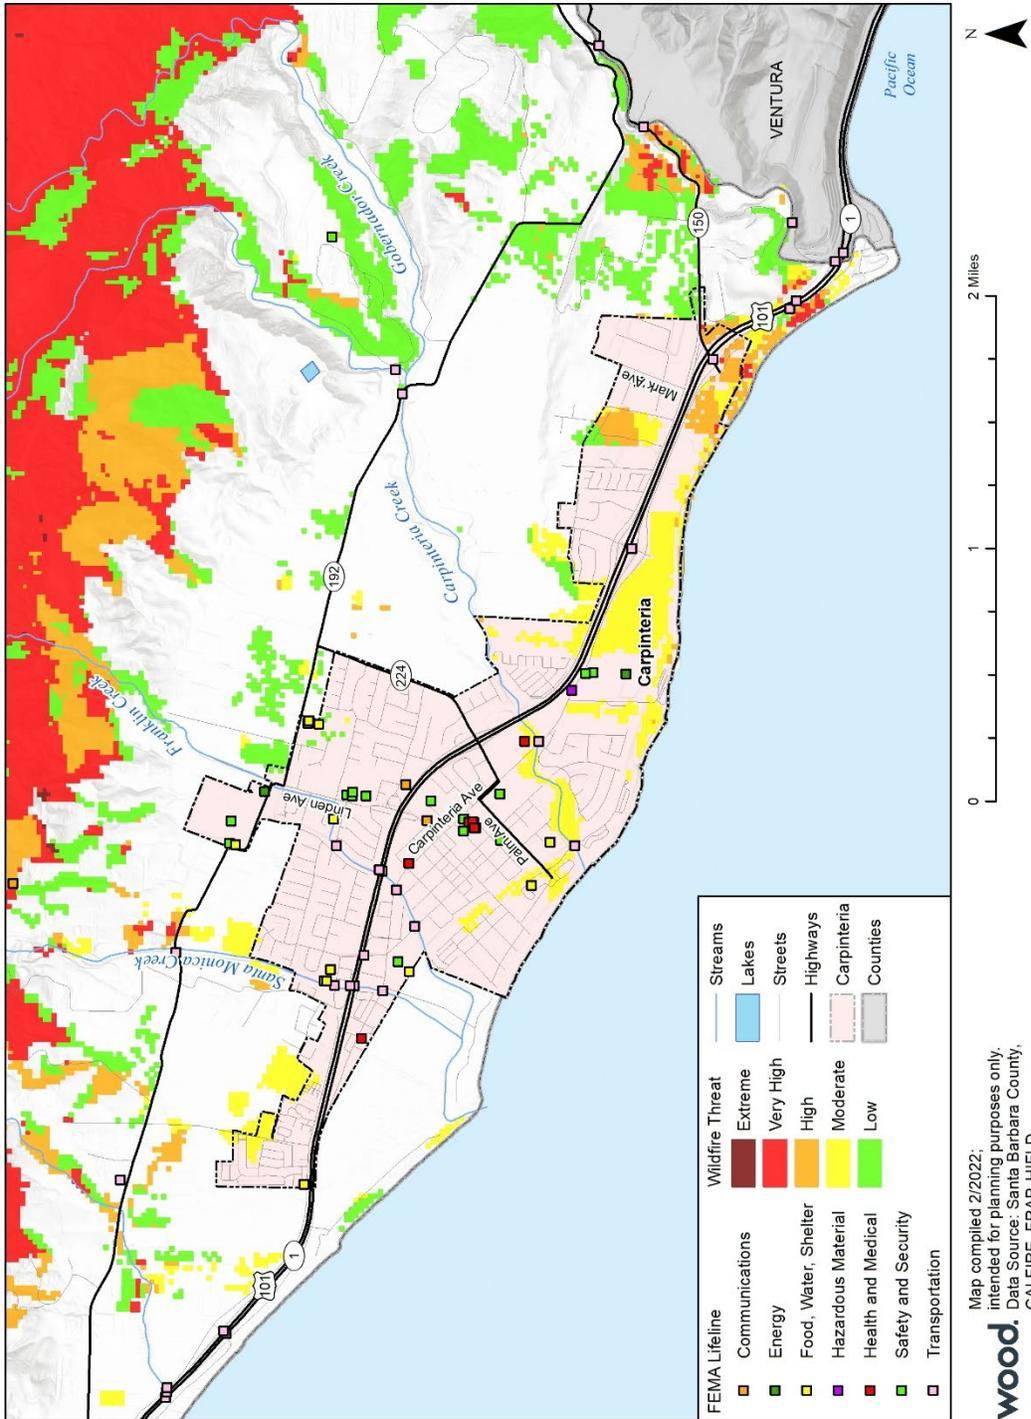 Gobernador Creek
VENTURA
Pacific
Ocean
1
150
101
Mark Ave
Carpinteria Creek
192
224
Franklin Creek
Linden Ave
Carpinteria Ave
Palm Ave
Carpinteria
Santa Monica Creek
101
1
N
0
1
2 Miles
FEMA Lifeline
Communications
Energy
Food, Water, Shelter
Hazardous Material
Health and Medical
Safety and Security
Transportation
Wildfire Threat
Extreme
Very High
High
Moderate
Low
Streams
Lakes
Streets
Highways
Carpinteria
Counties
wood.
Map compiled 2/2022;
intended for planning purposes only.
Data Source: Santa Barbara County,